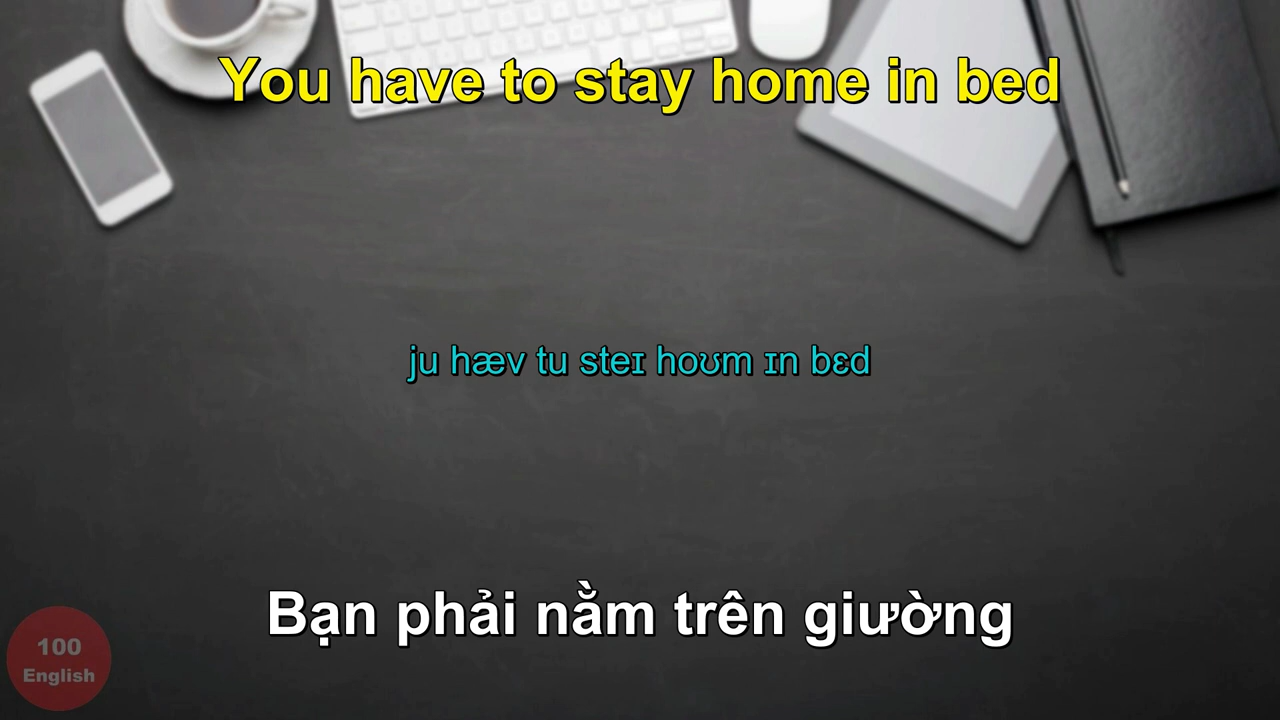 You have to stay home in bed
ju hæv tu steɪ hoʊm ɪn bɛd
Bạn phải nằm trên giường
100
English